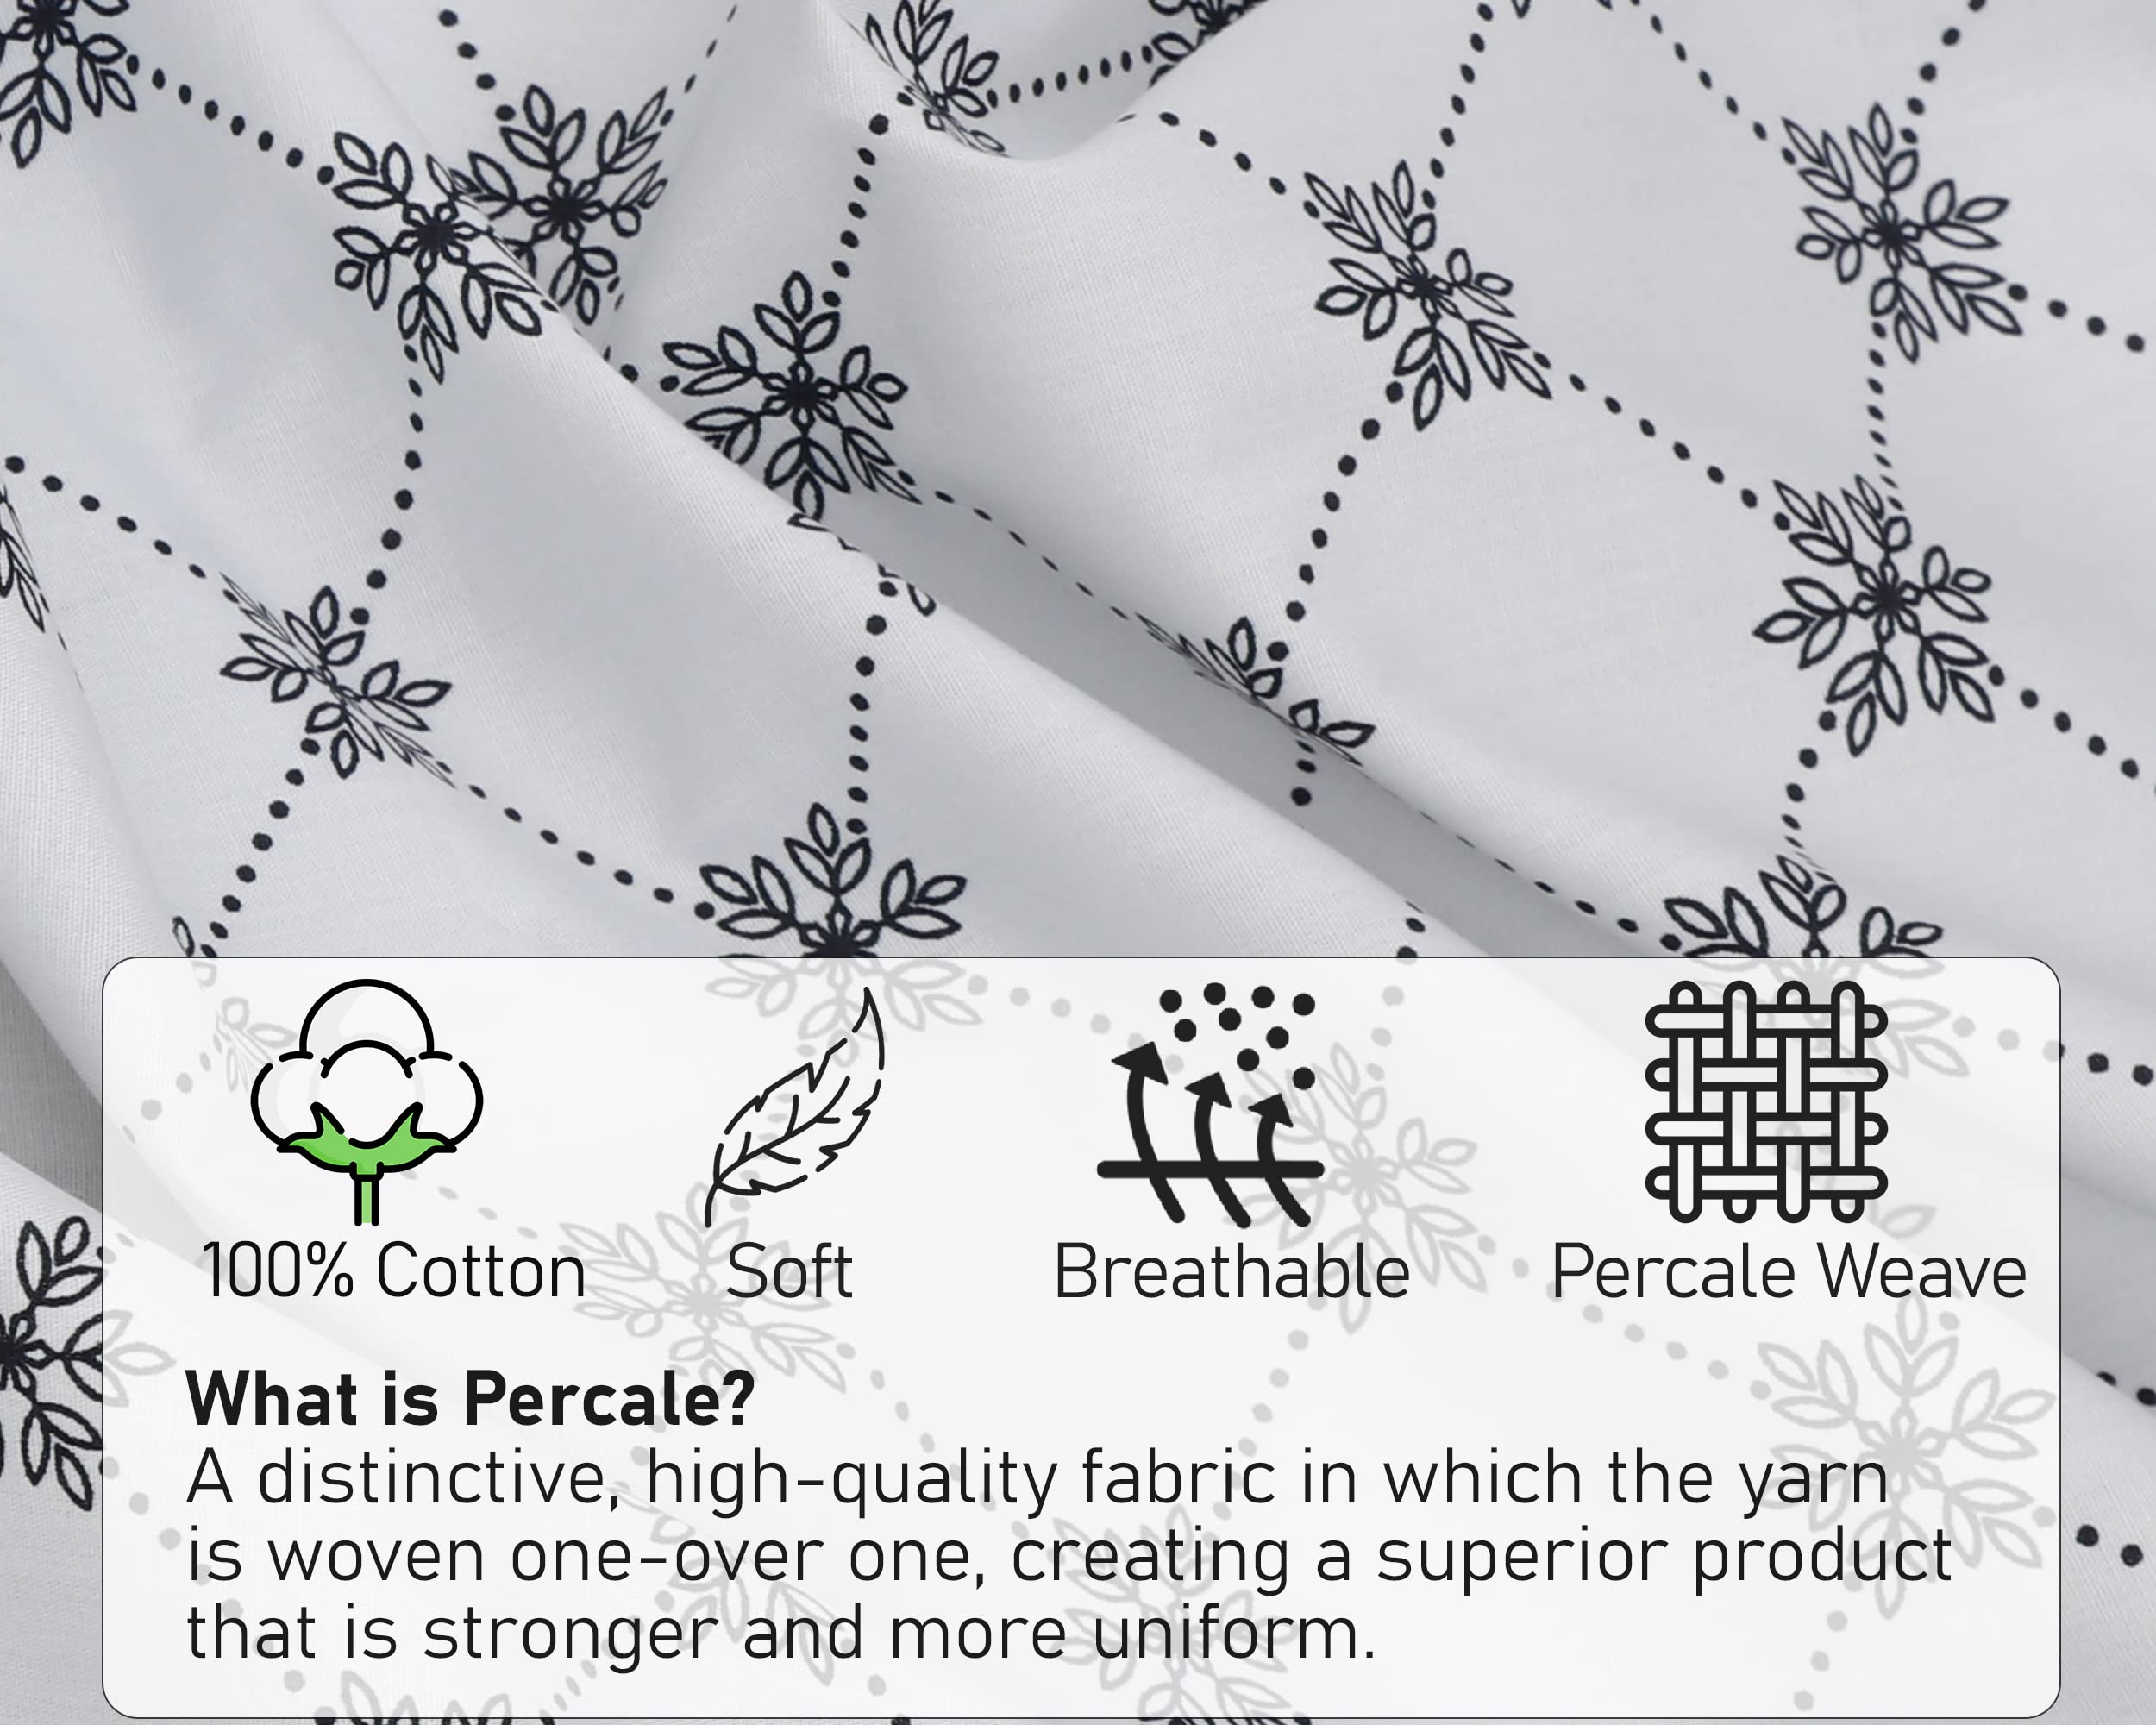 100% Cotton
Soft
Breathable
Percale Weave
What is Percale?
A distinctive, high-quality fabric in which the yarn
is woven one-over one, creating a superior product
that is stronger and more uniform.